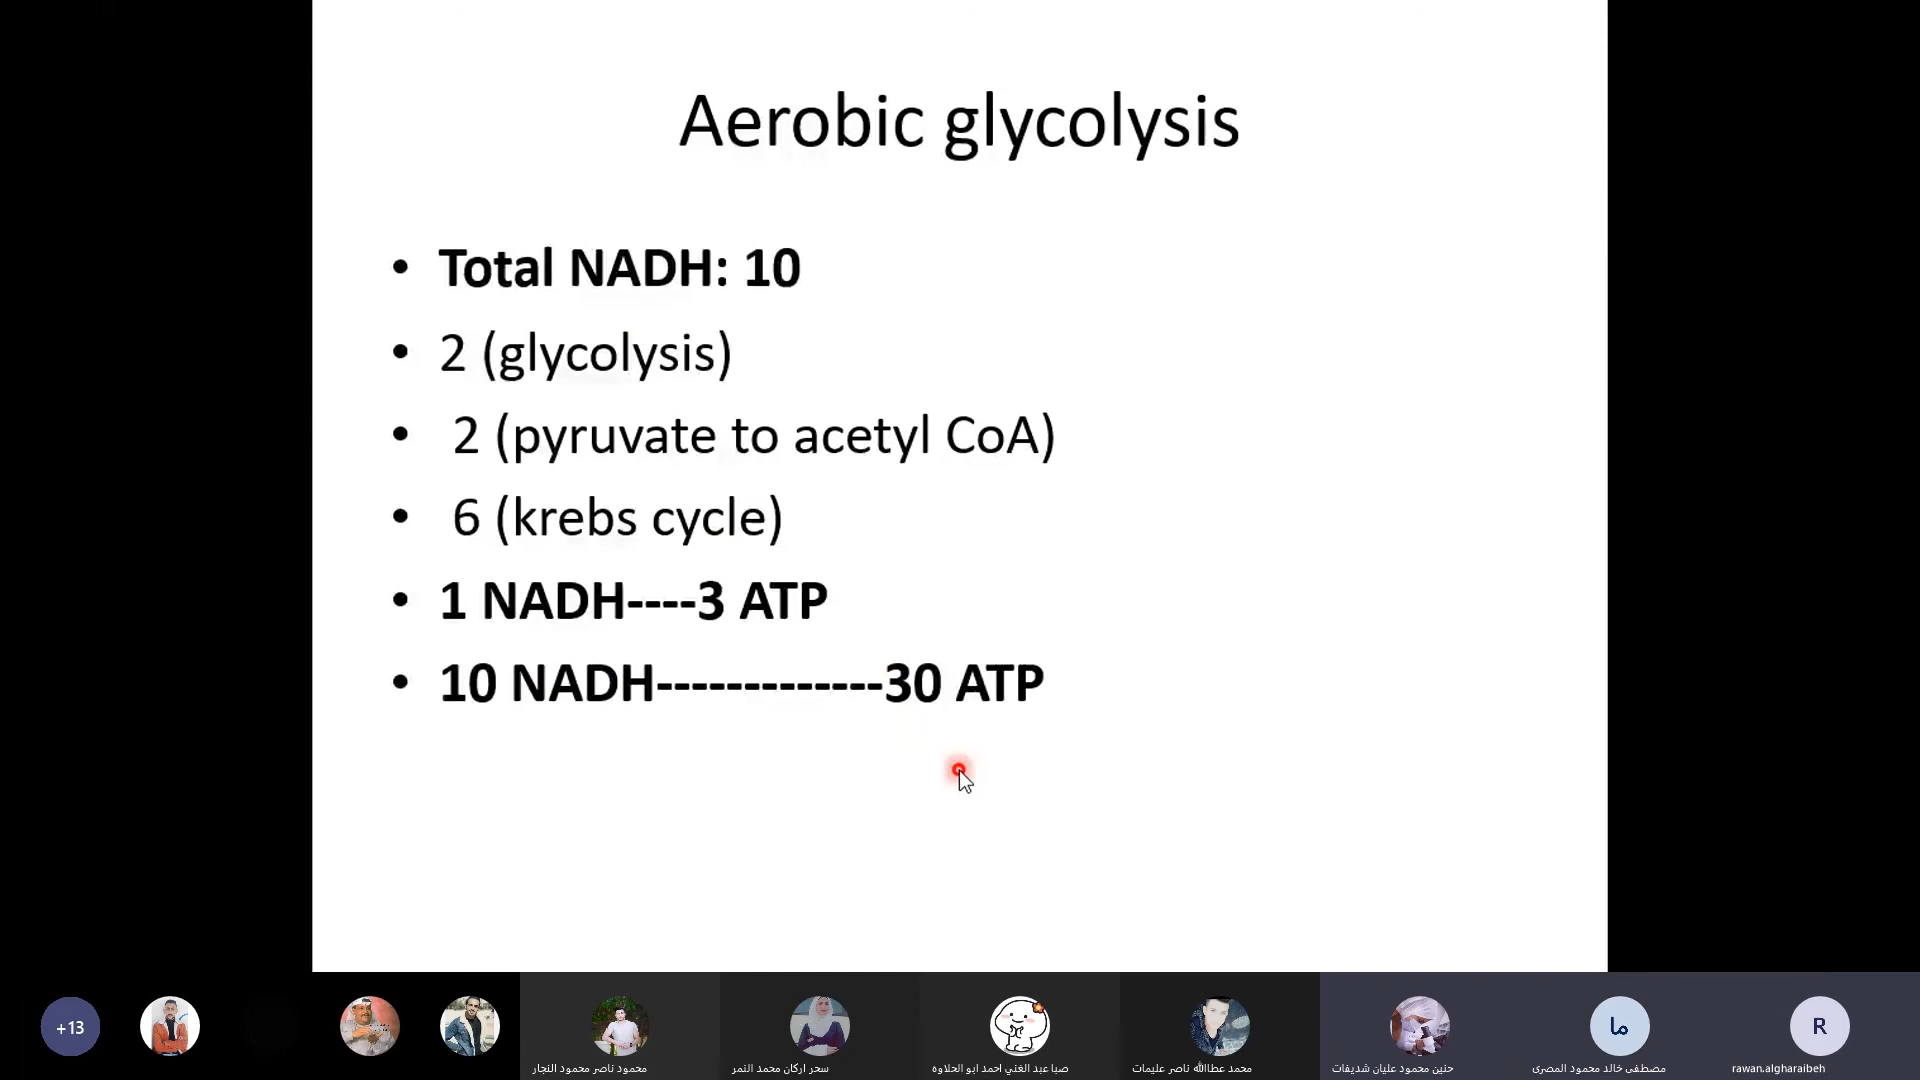 Aerobic glycolysis
• Total NADH: 10
• 2 (glycolysis)
• 2 (pyruvate to acetyl CoA)
• 6 (krebs cycle)
• 1 NADH----3 ATP
• 10 NADH-------------30 ATP
+13
محمود ناصر محمود النجار
سحر اركان محمد النمر
صبا عبد الغني احمد ابو الحلاوه
محمد عطاالله ناصر عليمات
حنين محمود عليان شديفات
ما
مصطفى خالد محمود المصرى
R
rawan.algharaibeh